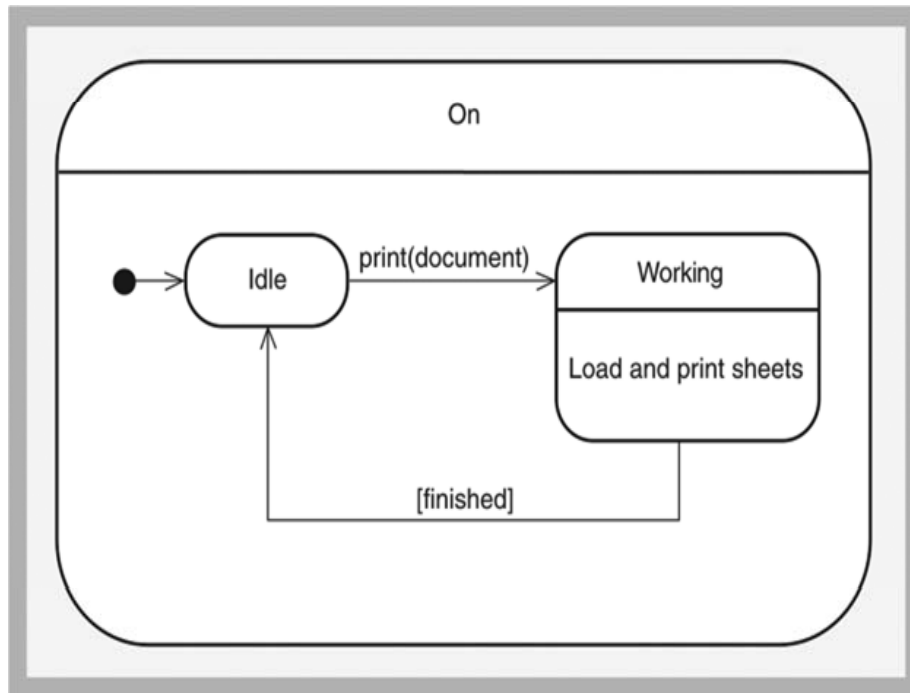 On
Idle
print(document)
Working
Load and print sheets
[finished]